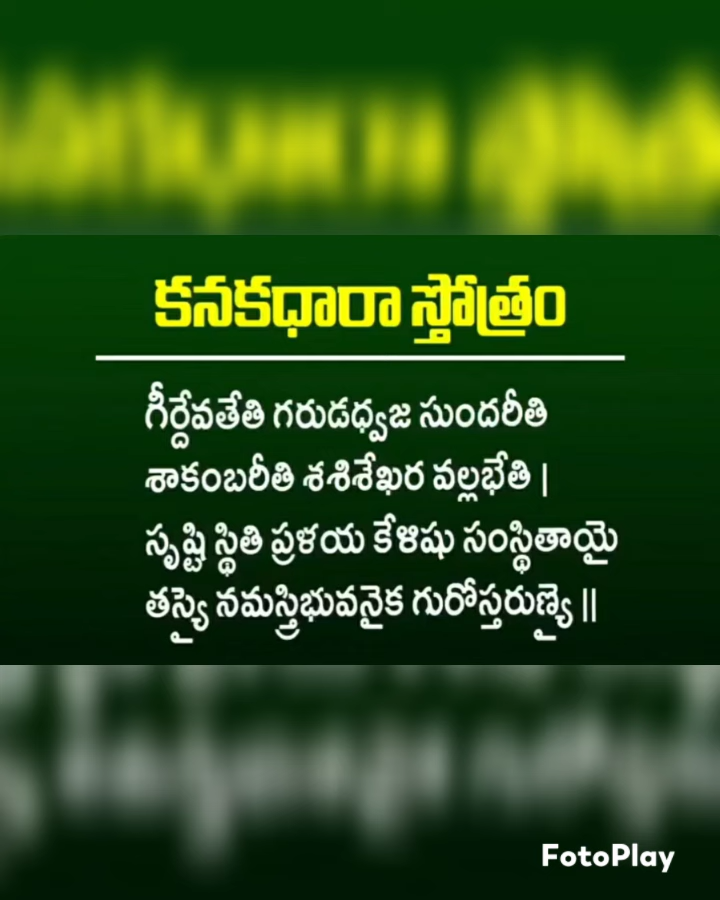 కనకధారా స్తోత్రం
గీర్దేవతేతి గరుడధ్వజ సుందరీతి
శాకంబరీతి శశిశేఖర వల్లభేతి |
సృష్టి స్థితి ప్రళయ కేళిషు సంస్థితాయై
తస్యై నమస్త్రిభువనైక గురోస్తరుణ్యై ||
FotoPlay